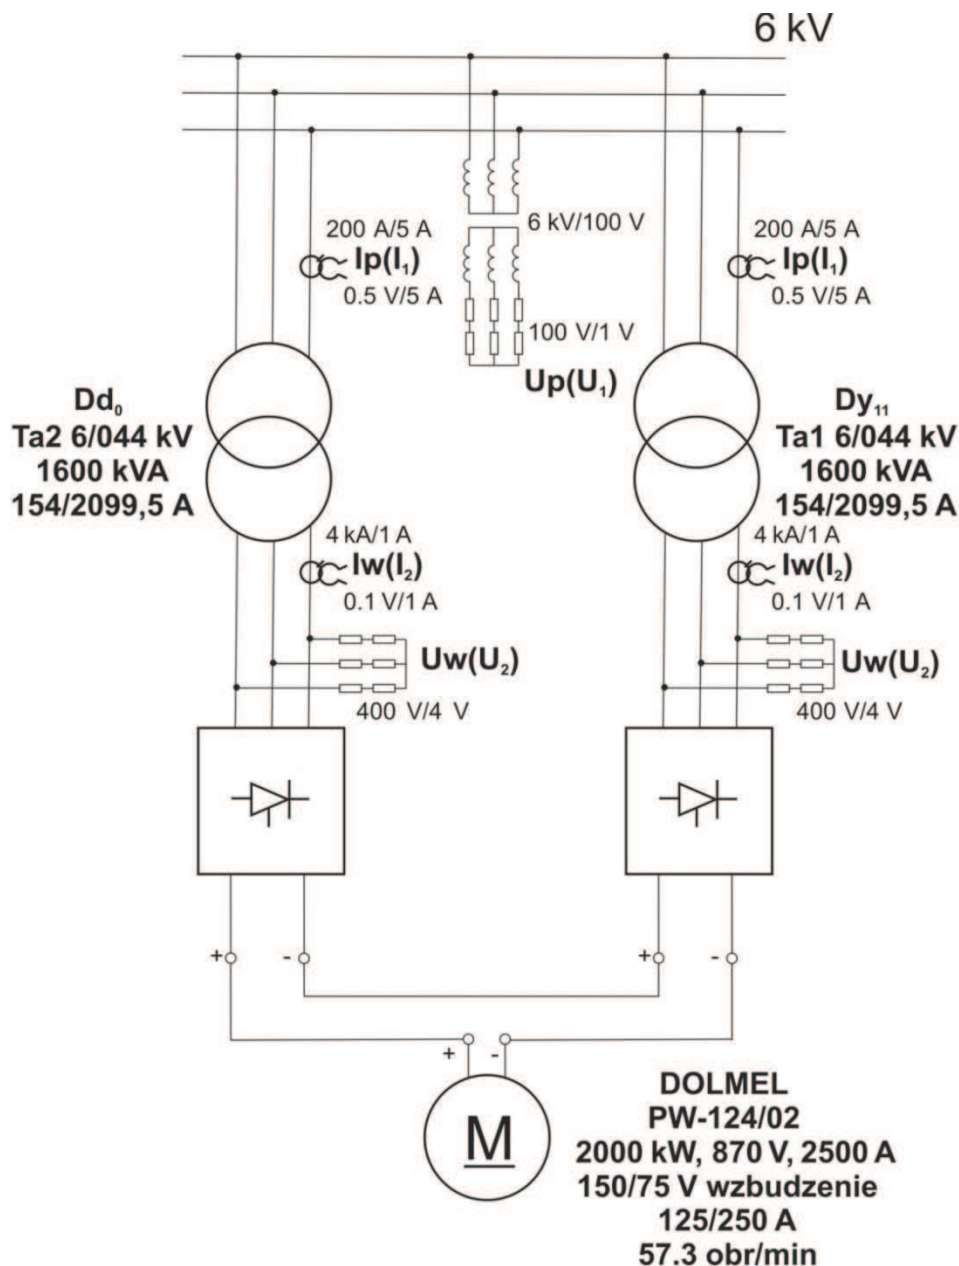 6 kV
200 A/5 A
Ip(I₁)
0.5 V/5 A
6 kV/100 V
100 V/1 V
Up(U₁)
200 A/5 A
Ip(I₁)
0.5 V/5 A
Dd₀
Ta2 6/044 kV
1600 kVA
154/2099,5 A
Dy₁₁
Ta1 6/044 kV
1600 kVA
154/2099,5 A
4 kA/1 A
Iw(I₂)
0.1 V/1 A
Uw(U₂)
400 V/4 V
4 kA/1 A
Iw(I₂)
0.1 V/1 A
Uw(U₂)
400 V/4 V
+ -
+ -
+ -
M
DOLMEL
PW-124/02
2000 kW, 870 V, 2500 A
150/75 V wzbudzenie
125/250 A
57.3 obr/min